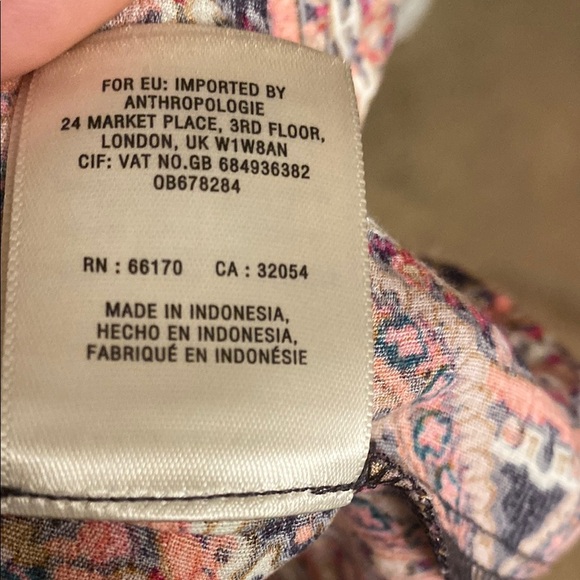 FOR EU: IMPORTED BY
ANTHROPOLOGIE
24 MARKET PLACE, 3RD FLOOR,
LONDON, UK W1W8AN
CIF: VAT NO.GB 684936382
OB678284
RN : 66170 CA : 32054
MADE IN INDONESIA,
HECHO EN INDONESIA,
FABRIQUÉ EN INDONÉSIE